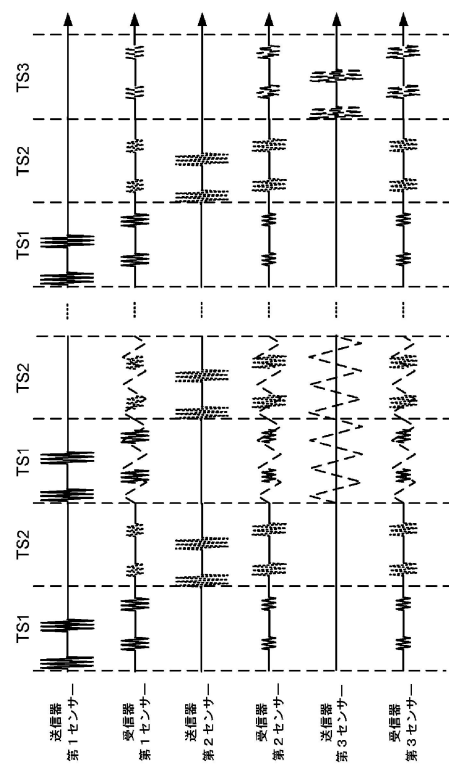 TS1 TS2 TS1 TS2 TS1 TS2 TS3
送信器
第１センサー
受信器
第１センサー
送信器
第２センサー
受信器
第２センサー
送信器
第３センサー
受信器
第３センサー